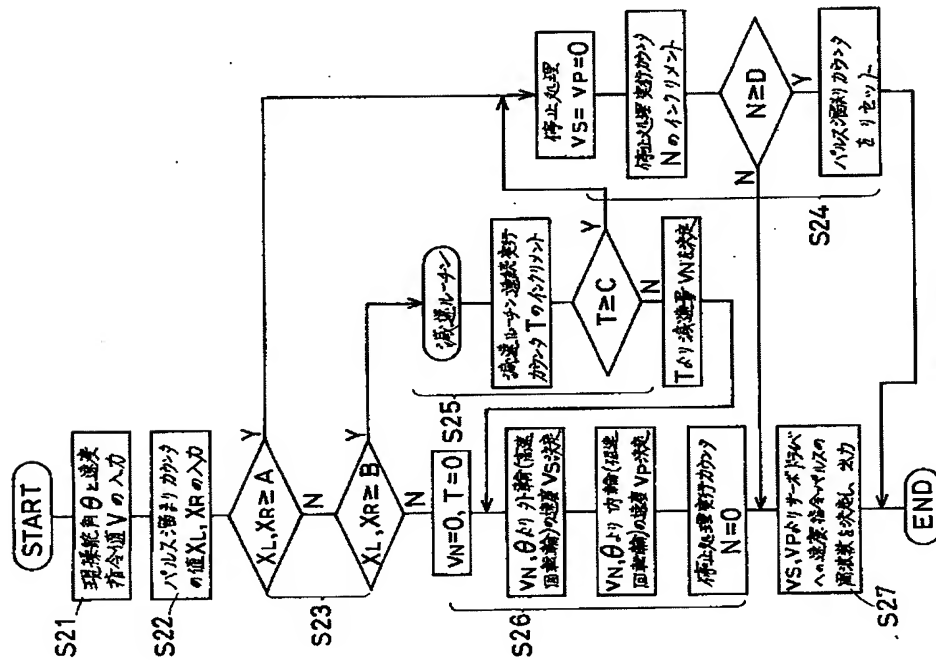 START
S21
現操舵角θと速度
指令値Vの入力
S22
パルス溜まりカウンタ
の値XL,XRの入力
S23
XL,XR≧A
Y
N
XL,XR≧B
Y
N
VN=0,T=0
S25
減速ルーチン
減速ルーチン連続実行
カウンタTのインクリメント
T≧C
Y
N
Tより減速量VNを決定
S26
VN,θより外輪(高速
回転輪)の速度VS決定
VN,θより内輪(低速
回転輪)の速度VP決定
停止処理実行カウンタ
N=0
S24
停止処理
VS=VP=0
停止処理実行カウンタ
Nのインクリメント
N≧D
N
Y
パルス溜まりカウンタ
をリセット
S27
VS,VPよりサーボドライバ
への速度指令パルスの
周波数を決定し、出力
END